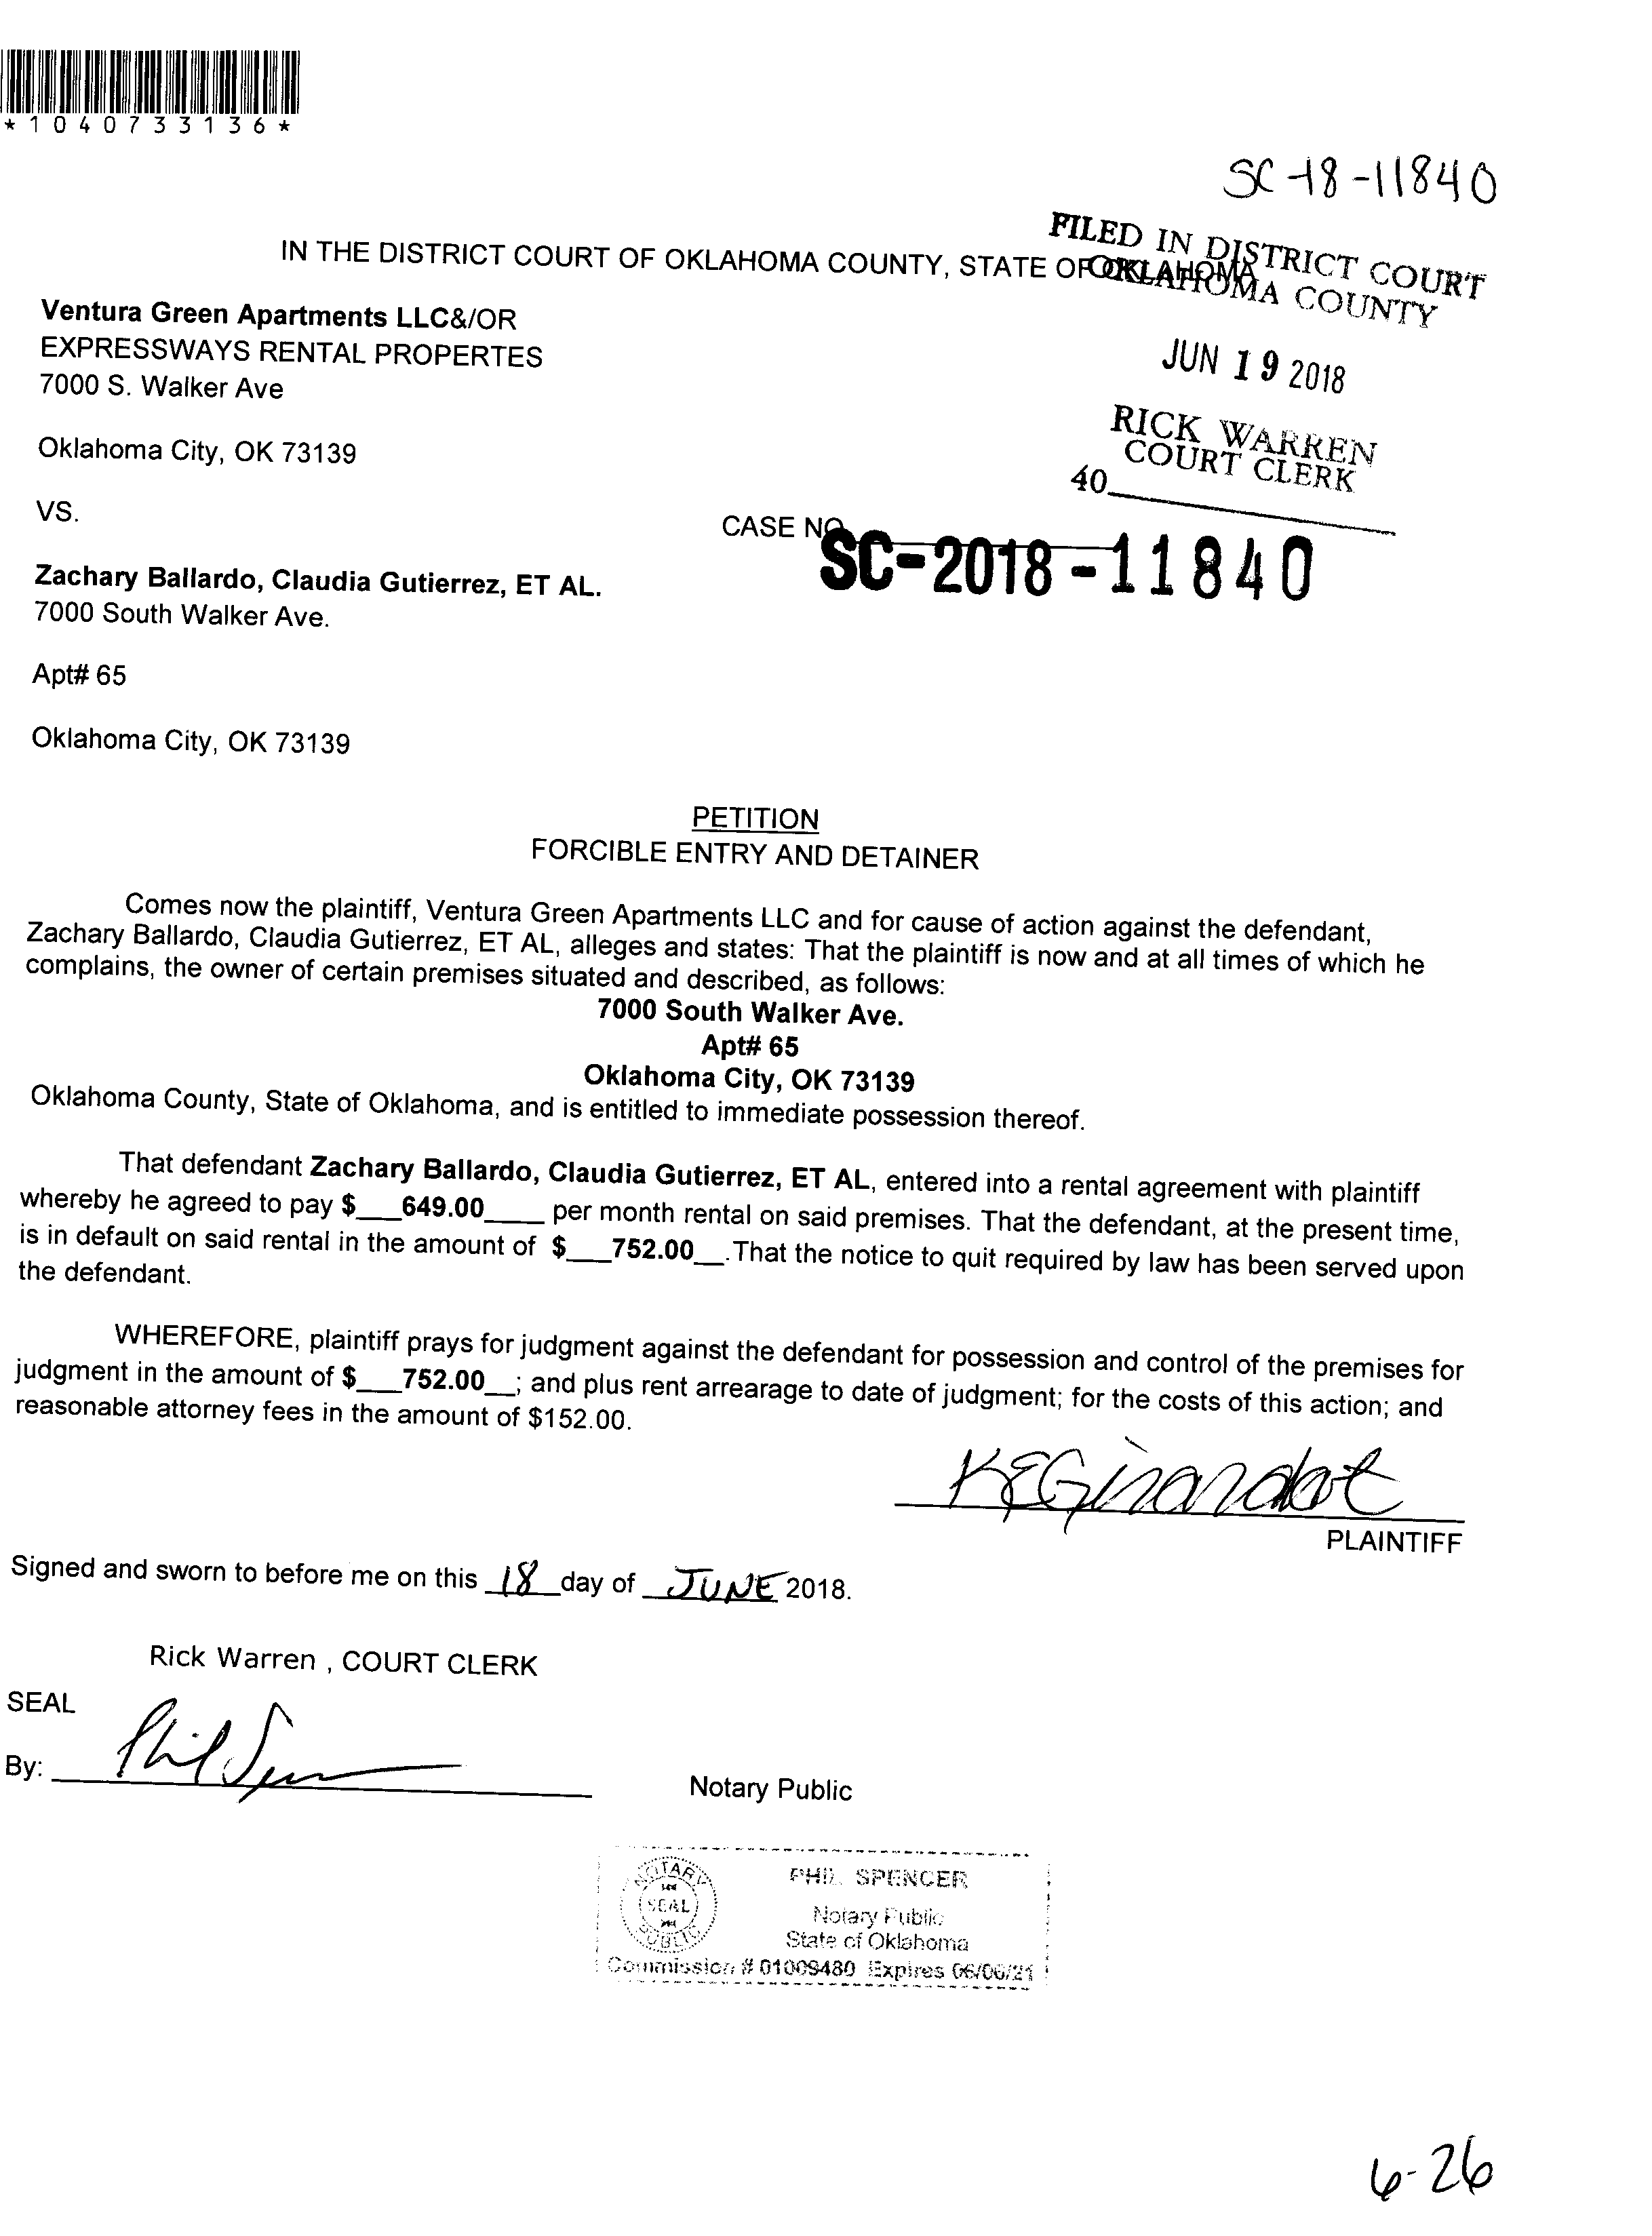 *1040733136*
SC-18-11840
FILED IN DISTRICT COURT
OKLAHOMA COUNTY
IN THE DISTRICT COURT OF OKLAHOMA COUNTY, STATE OF OKLAHOMA
Ventura Green Apartments LLC&/OR
EXPRESSWAYS RENTAL PROPERTES
7000 S. Walker Ave
JUN 19 2018
Oklahoma City, OK 73139
RICK WARREN
COURT CLERK
40
VS.
CASE NO.
SC-2018-11840
Zachary Ballardo, Claudia Gutierrez, ET AL.
7000 South Walker Ave.
Apt# 65
Oklahoma City, OK 73139
PETITION
FORCIBLE ENTRY AND DETAINER
Comes now the plaintiff, Ventura Green Apartments LLC and for cause of action against the defendant,
Zachary Ballardo, Claudia Gutierrez, ET AL, alleges and states: That the plaintiff is now and at all times of which he
complains, the owner of certain premises situated and described, as follows:
7000 South Walker Ave.
Apt# 65
Oklahoma City, OK 73139
Oklahoma County, State of Oklahoma, and is entitled to immediate possession thereof.
That defendant Zachary Ballardo, Claudia Gutierrez, ET AL, entered into a rental agreement with plaintiff
whereby he agreed to pay $___649.00____ per month rental on said premises. That the defendant, at the present time,
is in default on said rental in the amount of $___752.00__.That the notice to quit required by law has been served upon
the defendant.
WHEREFORE, plaintiff prays for judgment against the defendant for possession and control of the premises for
judgment in the amount of $___752.00__; and plus rent arrearage to date of judgment; for the costs of this action; and
reasonable attorney fees in the amount of $152.00.
KEGirardot
PLAINTIFF
Signed and sworn to before me on this 18 day of JUNE 2018.
Rick Warren , COURT CLERK
SEAL
By: Phil Spencer
Notary Public
NOTARY
SEAL
PUBLIC
PHIL SPENCER
Notary Public
State of Oklahoma
Commission # 01009480 Expires 06/06/21
6-26